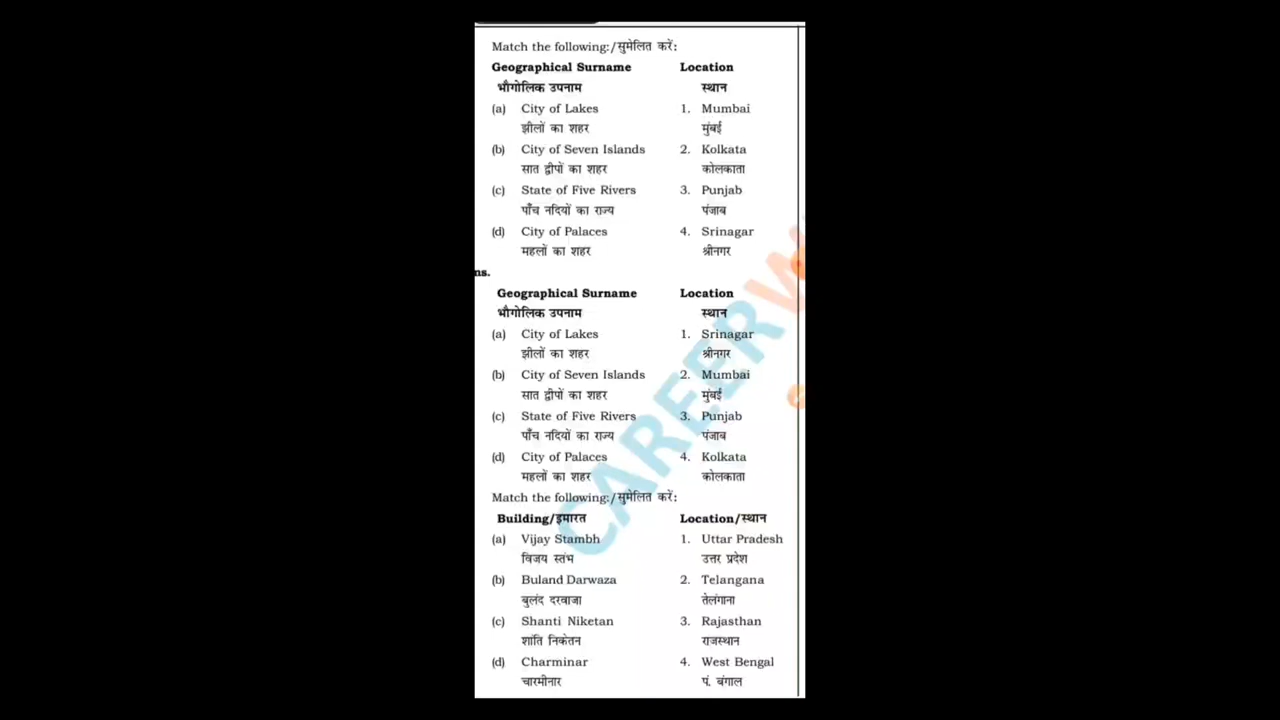 Match the following:/सुमेलित करें:
Geographical Surname Location
भौगोलिक उपनाम स्थान
(a) City of Lakes 1. Mumbai
झीलों का शहर मुंबई
(b) City of Seven Islands 2. Kolkata
सात द्वीपों का शहर कोलकाता
(c) State of Five Rivers 3. Punjab
पाँच नदियों का राज्य पंजाब
(d) City of Palaces 4. Srinagar
महलों का शहर श्रीनगर
ns.
Geographical Surname Location
भौगोलिक उपनाम स्थान
(a) City of Lakes 1. Srinagar
झीलों का शहर श्रीनगर
(b) City of Seven Islands 2. Mumbai
सात द्वीपों का शहर मुंबई
(c) State of Five Rivers 3. Punjab
पाँच नदियों का राज्य पंजाब
(d) City of Palaces 4. Kolkata
महलों का शहर कोलकाता
Match the following:/सुमेलित करें:
Building/इमारत Location/स्थान
(a) Vijay Stambh 1. Uttar Pradesh
विजय स्तंभ उत्तर प्रदेश
(b) Buland Darwaza 2. Telangana
बुलंद दरवाजा तेलंगाना
(c) Shanti Niketan 3. Rajasthan
शांति निकेतन राजस्थान
(d) Charminar 4. West Bengal
चारमीनार पं. बंगाल
CAREERW